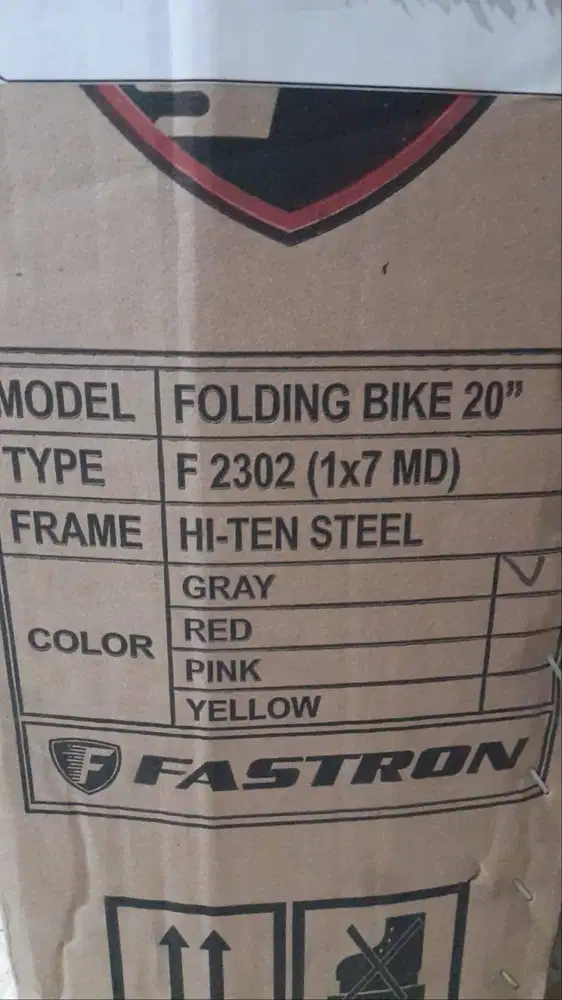 MODEL FOLDING BIKE 20”
TYPE F 2302 (1x7 MD)
FRAME HI-TEN STEEL
COLOR
GRAY
RED
PINK
YELLOW
F FASTRON